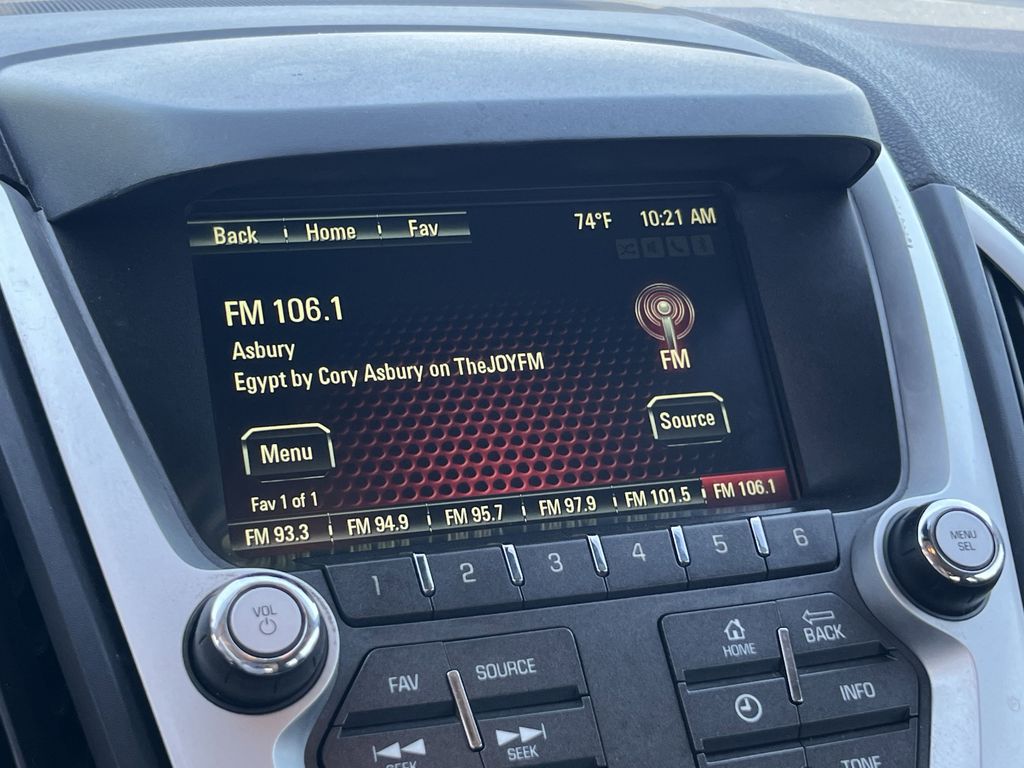 Back Home Fav 74°F 10:21 AM
FM 106.1
Asbury
Egypt by Cory Asbury on TheJOYFM
FM
Menu
Source
Fav 1 of 1
FM 93.3 FM 94.9 FM 95.7 FM 97.9 FM 101.5 FM 106.1
1 2 3 4 5 6
VOL
MENU
SEL
FAV SOURCE
HOME BACK
INFO
SEEK SEEK
TONE